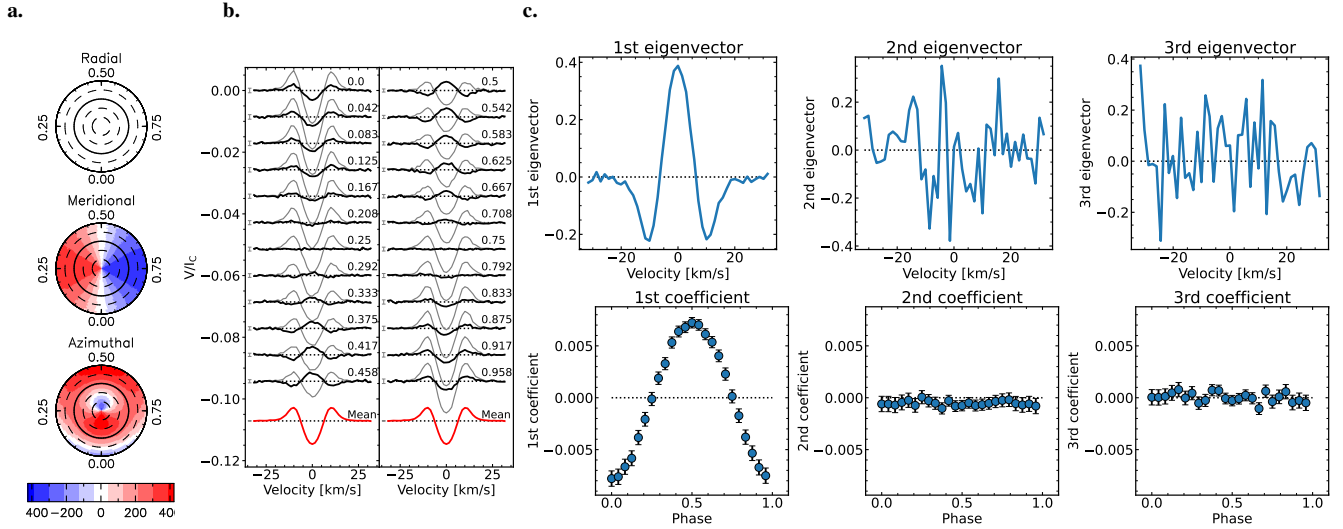 a.
Radial
0.50
0.25
0.75
0.00
Meridional
0.50
0.25
0.75
0.00
Azimuthal
0.50
0.25
0.75
0.00
400 −200 0 200 40
b.
V/I_C
0.00
−0.02
−0.04
−0.06
−0.08
−0.10
−0.12
0.0
0.042
0.083
0.125
0.167
0.208
0.25
0.292
0.333
0.375
0.417
0.458
Mean
0.5
0.542
0.583
0.625
0.667
0.708
0.75
0.792
0.833
0.875
0.917
0.958
Mean
−25 0 25
−25 0 25
Velocity [km/s]
Velocity [km/s]
c.
1st eigenvector
1st eigenvector
0.4
0.2
0.0
−0.2
−20 0 20
Velocity [km/s]
2nd eigenvector
2nd eigenvector
0.2
0.0
−0.2
−0.4
−20 0 20
Velocity [km/s]
3rd eigenvector
3rd eigenvector
0.4
0.2
0.0
−0.2
−20 0 20
Velocity [km/s]
1st coefficient
1st coefficient
0.005
0.000
−0.005
0.0 0.5 1.0
Phase
2nd coefficient
2nd coefficient
0.005
0.000
−0.005
0.0 0.5 1.0
Phase
3rd coefficient
3rd coefficient
0.005
0.000
−0.005
0.0 0.5 1.0
Phase